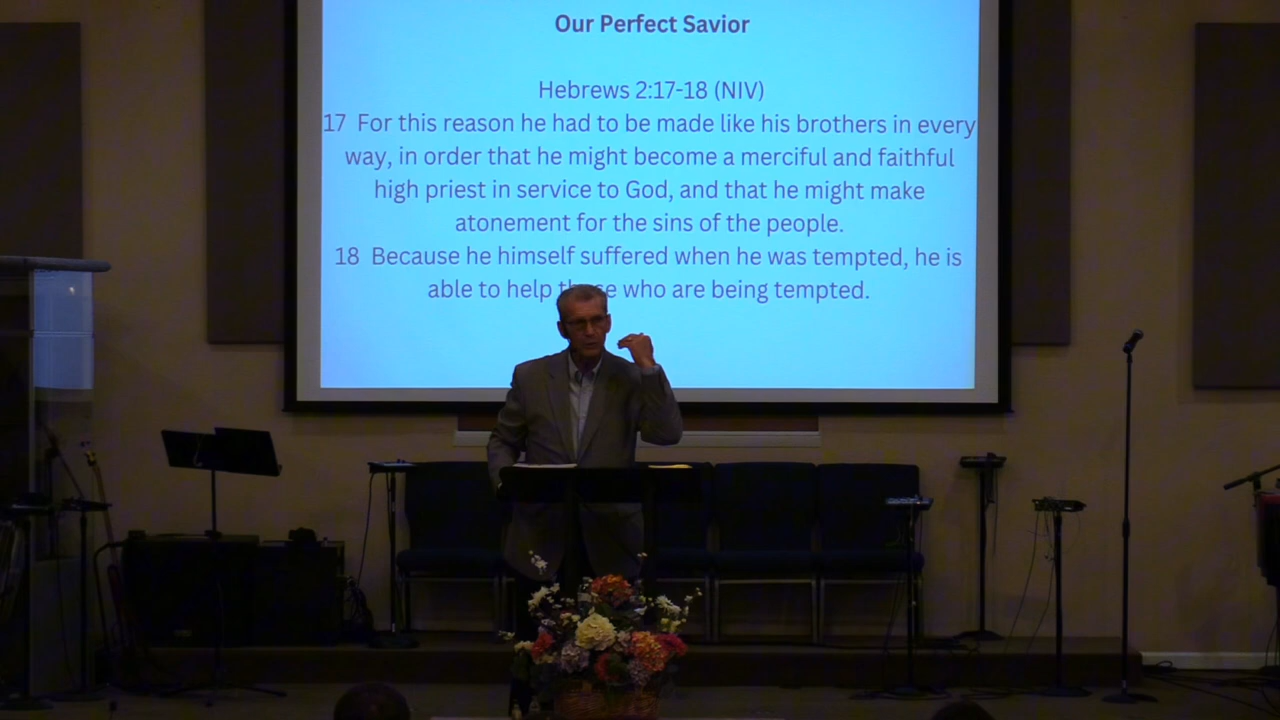 Our Perfect Savior
Hebrews 2:17-18 (NIV)
17 For this reason he had to be made like his brothers in every
way, in order that he might become a merciful and faithful
high priest in service to God, and that he might make
atonement for the sins of the people.
18 Because he himself suffered when he was tempted, he is
able to help those who are being tempted.